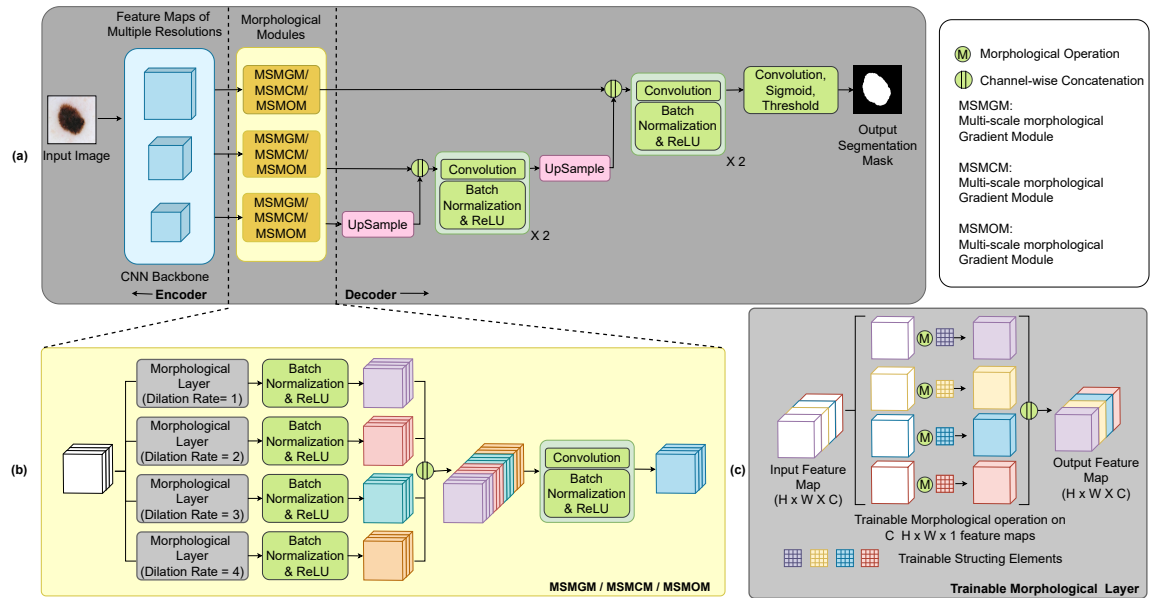 Feature Maps of
Multiple Resolutions
Morphological
Modules
MSMGM/
MSMCM/
MSMOM
MSMGM/
MSMCM/
MSMOM
MSMGM/
MSMCM/
MSMOM
(a)
Input Image
CNN Backbone
Encoder
Decoder
UpSample
Convolution
Batch
Normalization
& ReLU
X 2
UpSample
Convolution
Batch
Normalization
& ReLU
X 2
Convolution,
Sigmoid,
Threshold
Output
Segmentation
Mask
M Morphological Operation
Channel-wise Concatenation
MSMGM:
Multi-scale morphological
Gradient Module
MSMCM:
Multi-scale morphological
Gradient Module
MSMOM:
Multi-scale morphological
Gradient Module
(b)
Morphological
Layer
(Dilation Rate= 1)
Batch
Normalization
& ReLU
Morphological
Layer
(Dilation Rate = 2)
Batch
Normalization
& ReLU
Morphological
Layer
(Dilation Rate = 3)
Batch
Normalization
& ReLU
Morphological
Layer
(Dilation Rate = 4)
Batch
Normalization
& ReLU
Convolution
Batch
Normalization
& ReLU
MSMGM / MSMCM / MSMOM
(c)
Input Feature
Map
(H x W X C)
M
M
M
M
Output Feature
Map
(H x W X C)
Trainable Morphological operation on
C H x W x 1 feature maps
Trainable Structing Elements
Trainable Morphological Layer